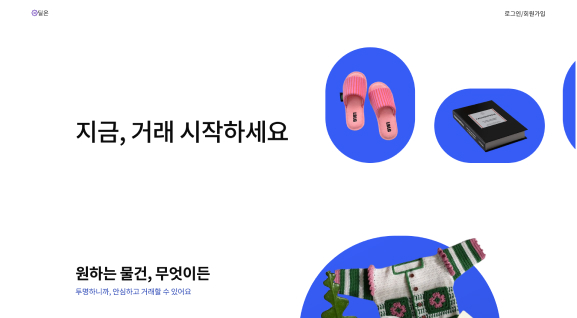 딜온
로그인/회원가입
지금, 거래 시작하세요
원하는 물건, 무엇이든
투명하니까, 안심하고 거래할 수 있어요